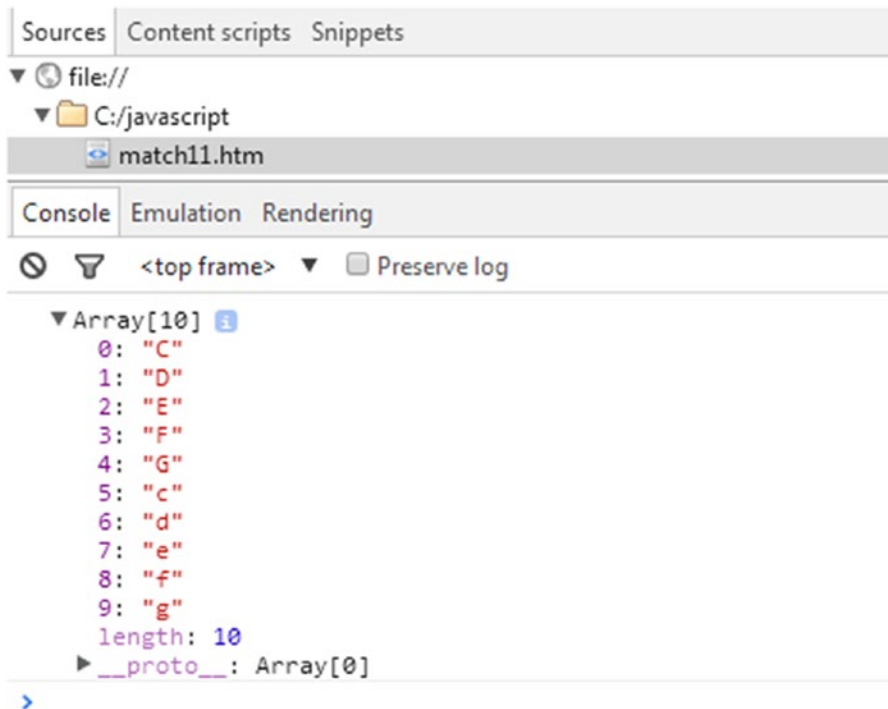 Sources Content scripts Snippets
file://
C:/javascript
match11.htm
Console Emulation Rendering
<top frame> Preserve log
Array[10] i
0: "C"
1: "D"
2: "E"
3: "F"
4: "G"
5: "c"
6: "d"
7: "e"
8: "f"
9: "g"
length: 10
__proto__: Array[0]
>